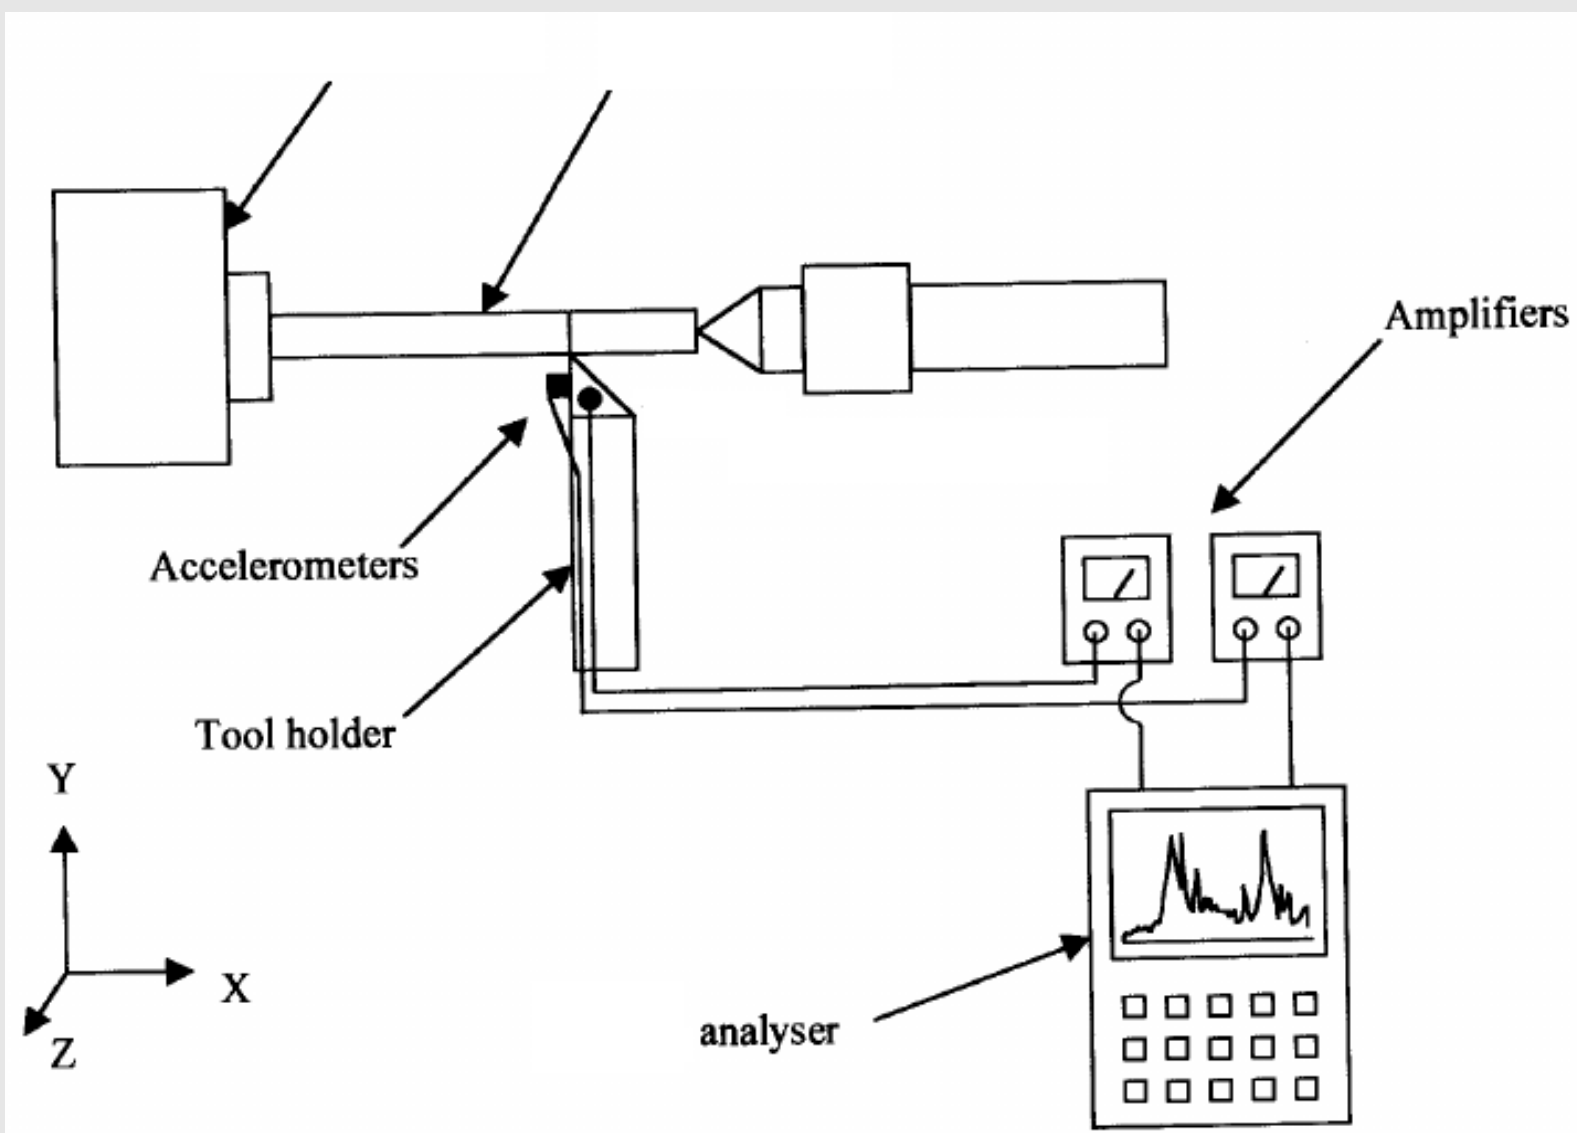 Amplifiers
Accelerometers
Tool holder
Y
X
Z
analyser